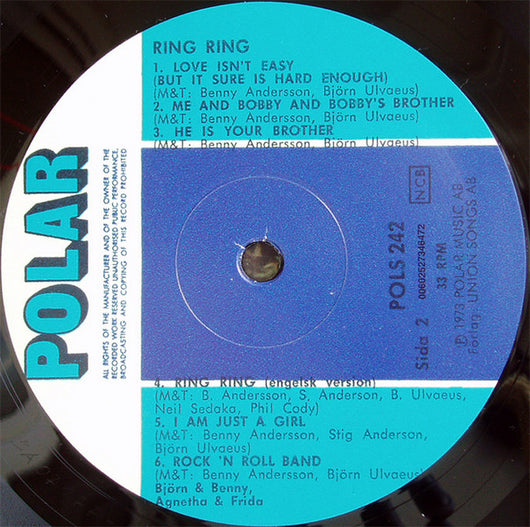 POLAR
ALL RIGHTS OF THE MANUFACTURER AND OF THE OWNER OF THE
RECORDED WORK RESERVED UNAUTHORISED PUBLIC PERFORMANCE,
BROADCASTING AND COPYING OF THIS RECORD PROHIBITED
RING RING
1. LOVE ISN'T EASY
(BUT IT SURE IS HARD ENOUGH)
(M&T: Benny Andersson, Björn Ulvaeus)
2. ME AND BOBBY AND BOBBY'S BROTHER
(M&T: Benny Andersson, Björn Ulvaeus)
3. HE IS YOUR BROTHER
(M&T: Benny Andersson, Björn Ulvaeus)
NCB
POLS 242
00602527346472
Sida 2
33 RPM
℗ 1973 POLAR MUSIC AB
Förlag: UNION SONGS AB
4. RING RING (engelsk version)
(M&T: B. Andersson, S. Anderson, B. Ulvaeus,
Neil Sedaka, Phil Cody)
5. I AM JUST A GIRL
(M&T: Benny Andersson, Stig Anderson,
Björn Ulvaeus)
6. ROCK 'N ROLL BAND
(M&T: Benny Andersson, Björn Ulvaeus)
Björn & Benny,
Agnetha & Frida